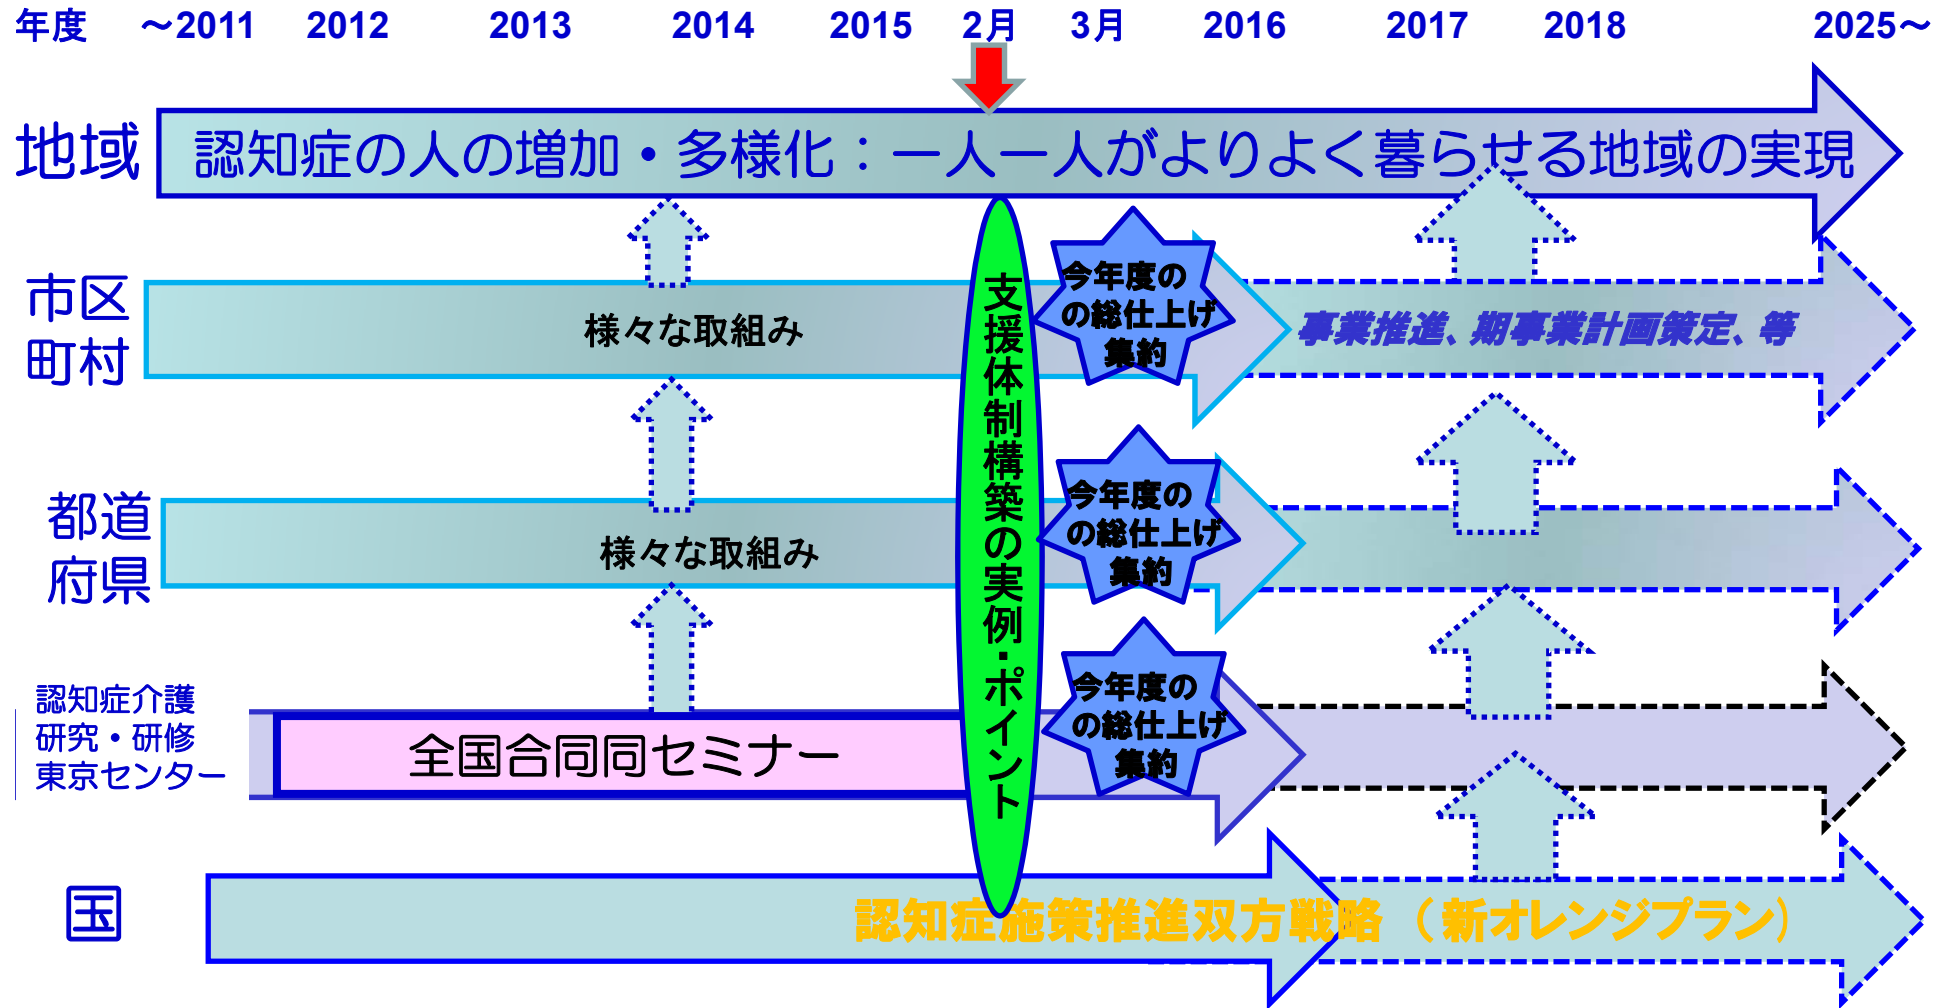 年度 ～2011 2012 2013 2014 2015 2月 3月 2016 2017 2018 2025～
地域
認知症の人の増加・多様化：一人一人がよりよく暮らせる地域の実現
市区
町村
様々な取組み
今年度の
の総仕上げ
集約
事業推進、期事業計画策定、等
支援体制構築の実例・ポイント
都道
府県
様々な取組み
今年度の
の総仕上げ
集約
認知症介護
研究・研修
東京センター
全国合同同セミナー
今年度の
の総仕上げ
集約
国
認知症施策推進双方戦略（新オレンジプラン）